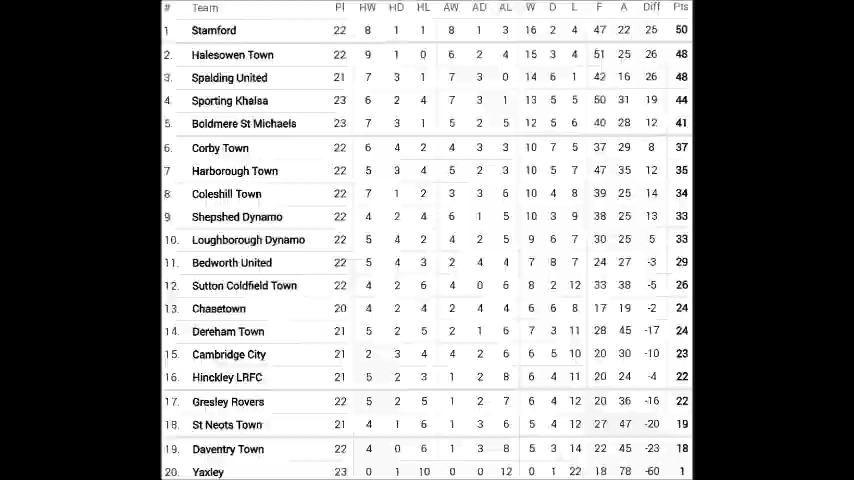 # Team Pl HW HD HL AW AD AL W D L F A Diff Pts
1 Stamford 22 8 1 1 8 1 3 16 2 4 47 22 25 50
2. Halesowen Town 22 9 1 0 6 2 4 15 3 4 51 25 26 48
3. Spalding United 21 7 3 1 7 3 0 14 6 1 42 16 26 48
4. Sporting Khalsa 23 6 2 4 7 3 1 13 5 5 50 31 19 44
5. Boldmere St Michaels 23 7 3 1 5 2 5 12 5 6 40 28 12 41
6. Corby Town 22 6 4 2 4 3 3 10 7 5 37 29 8 37
7 Harborough Town 22 5 3 4 5 2 3 10 5 7 47 35 12 35
8. Coleshill Town 22 7 1 2 3 3 6 10 4 8 39 25 14 34
9. Shepshed Dynamo 22 4 2 4 6 1 5 10 3 9 38 25 13 33
10. Loughborough Dynamo 22 5 4 2 4 2 5 9 6 7 30 25 5 33
11. Bedworth United 22 5 4 3 2 4 4 7 8 7 24 27 -3 29
12. Sutton Coldfield Town 22 4 2 6 4 0 6 8 2 12 33 38 -5 26
13. Chasetown 20 4 2 4 2 4 4 6 6 8 17 19 -2 24
14. Dereham Town 21 5 2 5 2 1 6 7 3 11 28 45 -17 24
15. Cambridge City 21 2 3 4 4 2 6 6 5 10 20 30 -10 23
16. Hinckley LRFC 21 5 2 3 1 2 8 6 4 11 20 24 -4 22
17. Gresley Rovers 22 5 2 5 1 2 7 6 4 12 20 36 -16 22
18. St Neots Town 21 4 1 6 1 3 6 5 4 12 27 47 -20 19
19. Daventry Town 22 4 0 6 1 3 8 5 3 14 22 45 -23 18
20. Yaxley 23 0 1 10 0 0 12 0 1 22 18 78 -60 1